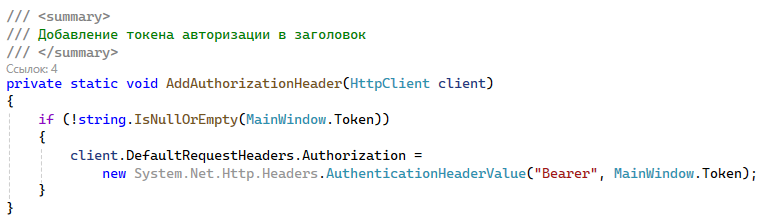 /// <summary>
/// Добавление токена авторизации в заголовок
/// </summary>
Ссылок: 4
private static void AddAuthorizationHeader(HttpClient client)
{
    if (!string.IsNullOrEmpty(MainWindow.Token))
    {
        client.DefaultRequestHeaders.Authorization =
            new System.Net.Http.Headers.AuthenticationHeaderValue("Bearer", MainWindow.Token);
    }
}